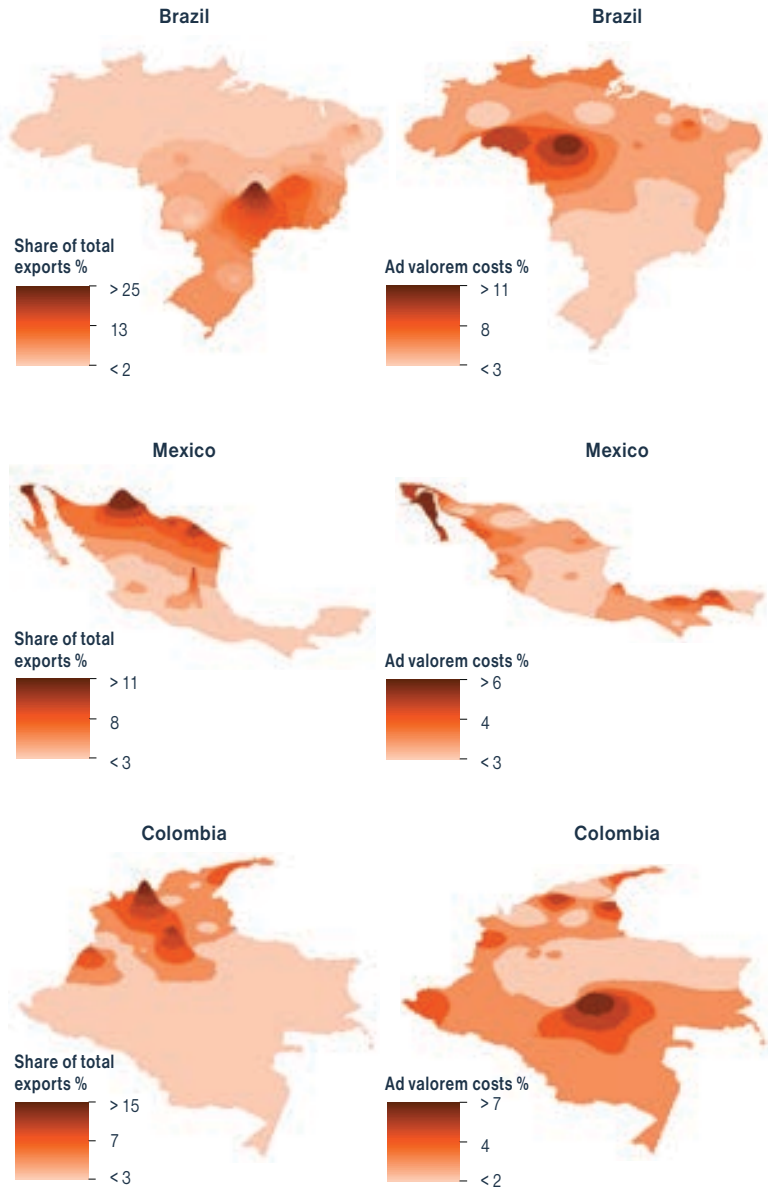 Brazil
Share of total
exports %
> 25
13
< 2
Brazil
Ad valorem costs %
> 11
8
< 3
Mexico
Share of total
exports %
> 11
8
< 3
Mexico
Ad valorem costs %
> 6
4
< 3
Colombia
Share of total
exports %
> 15
7
< 3
Colombia
Ad valorem costs %
> 7
4
< 2